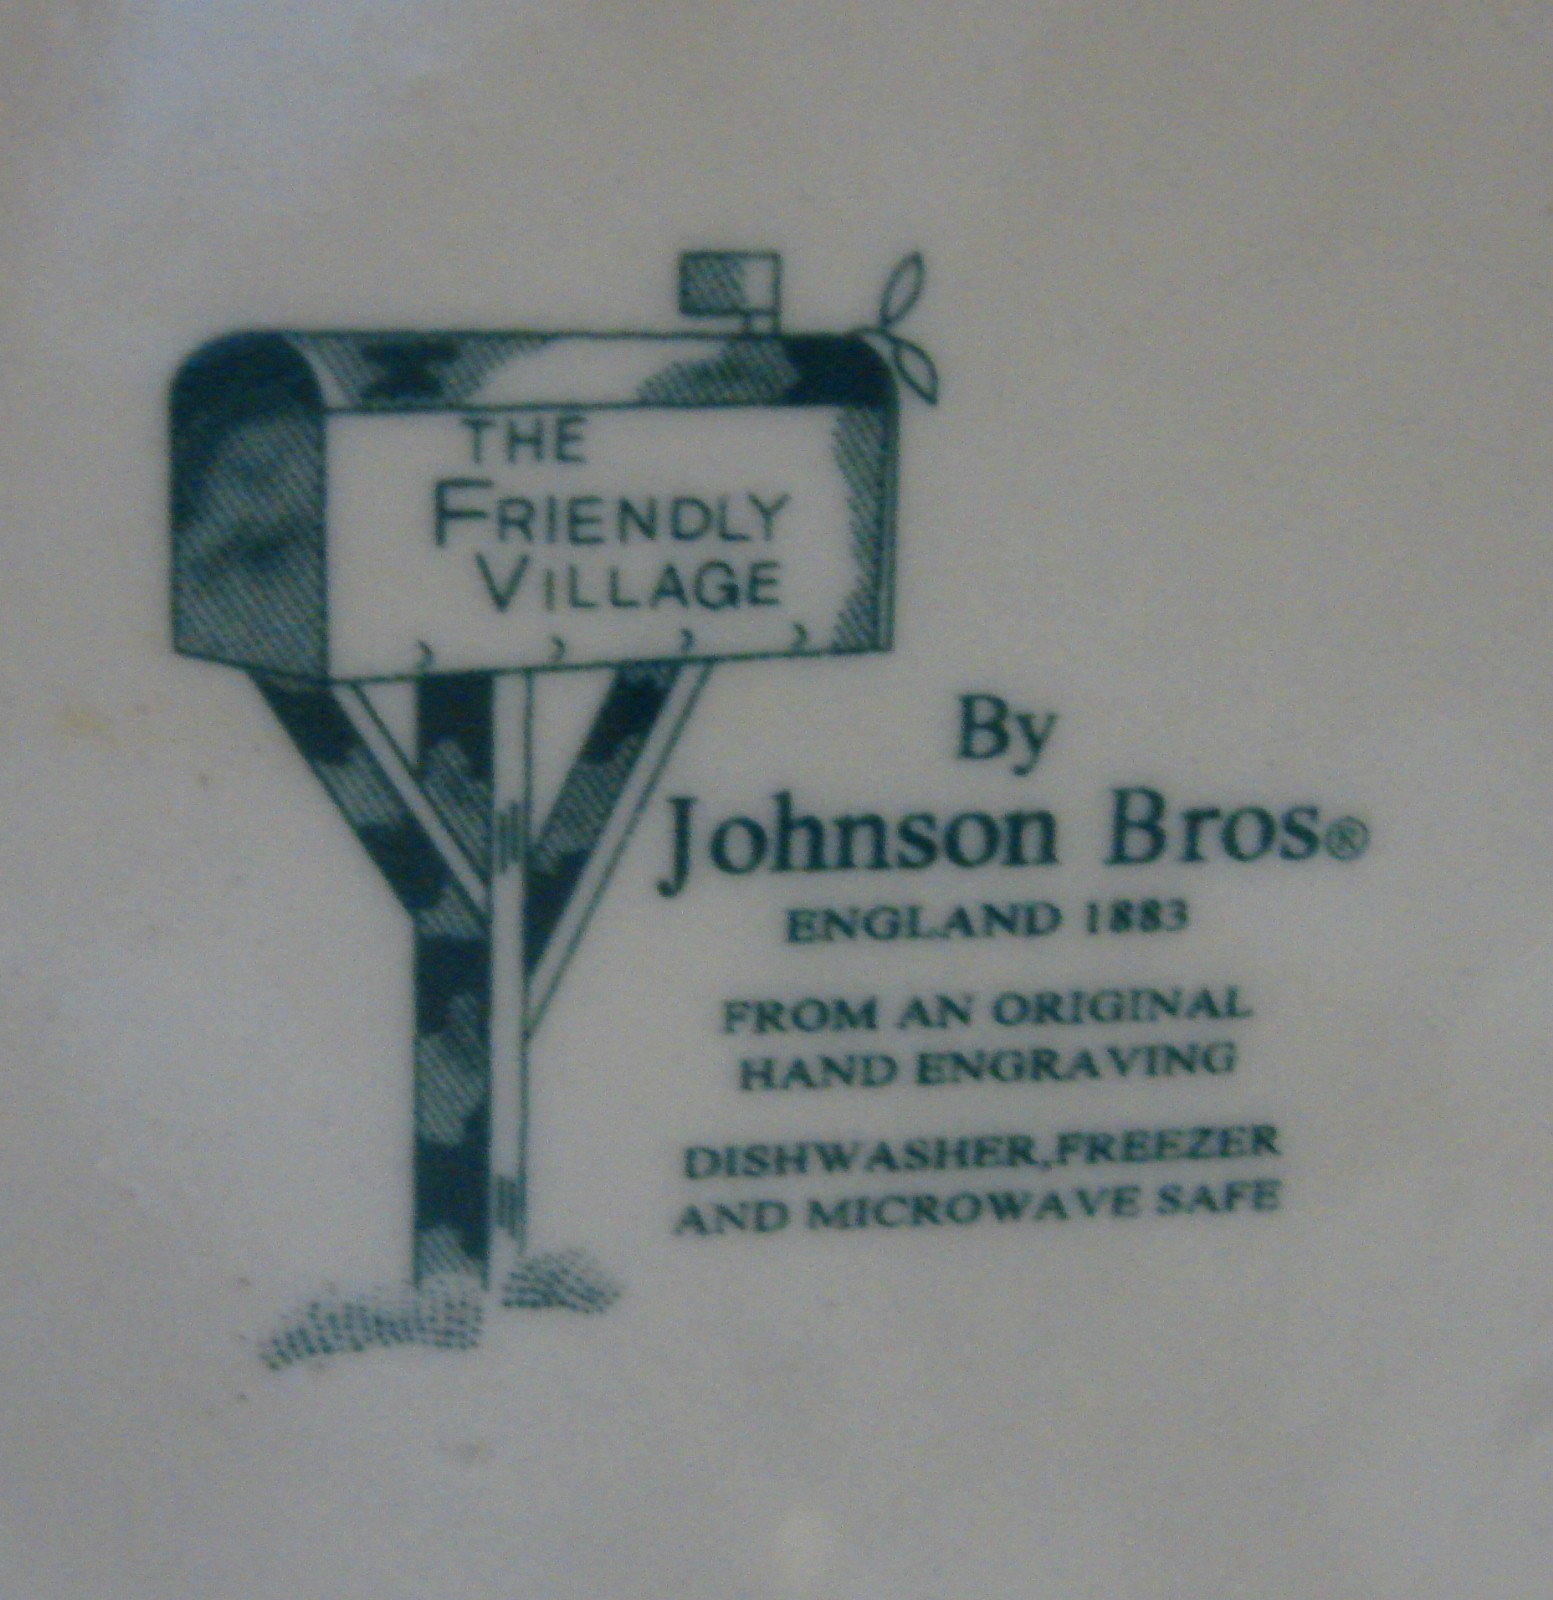 THE
FRIENDLY
VILLAGE
By
Johnson Bros®
ENGLAND 1883
FROM AN ORIGINAL
HAND ENGRAVING
DISHWASHER,FREEZER
AND MICROWAVE SAFE